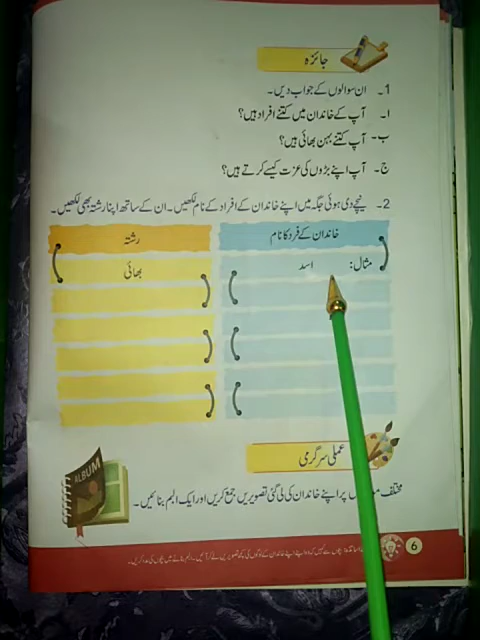 جائزہ
1۔ ان سوالوں کے جواب دیں۔
ا۔ آپ کے خاندان میں کتنے افراد ہیں؟
ب۔ آپ کتنے بہن بھائی ہیں؟
ج۔ آپ اپنے بڑوں کی عزت کیسے کرتے ہیں؟
2۔ نیچے دی ہوئی جگہ میں اپنے خاندان کے افراد کے نام لکھیں۔ ان کے ساتھ اپنا رشتہ بھی لکھیں۔
خاندان کے فرد کا نام رشتہ
مثال: اسد بھائی
عملی سرگرمی
ALBUM
مختلف پر اپنے خاندان کی لی گئی تصویریں جمع کریں اور ایک البم بنائیں۔
6